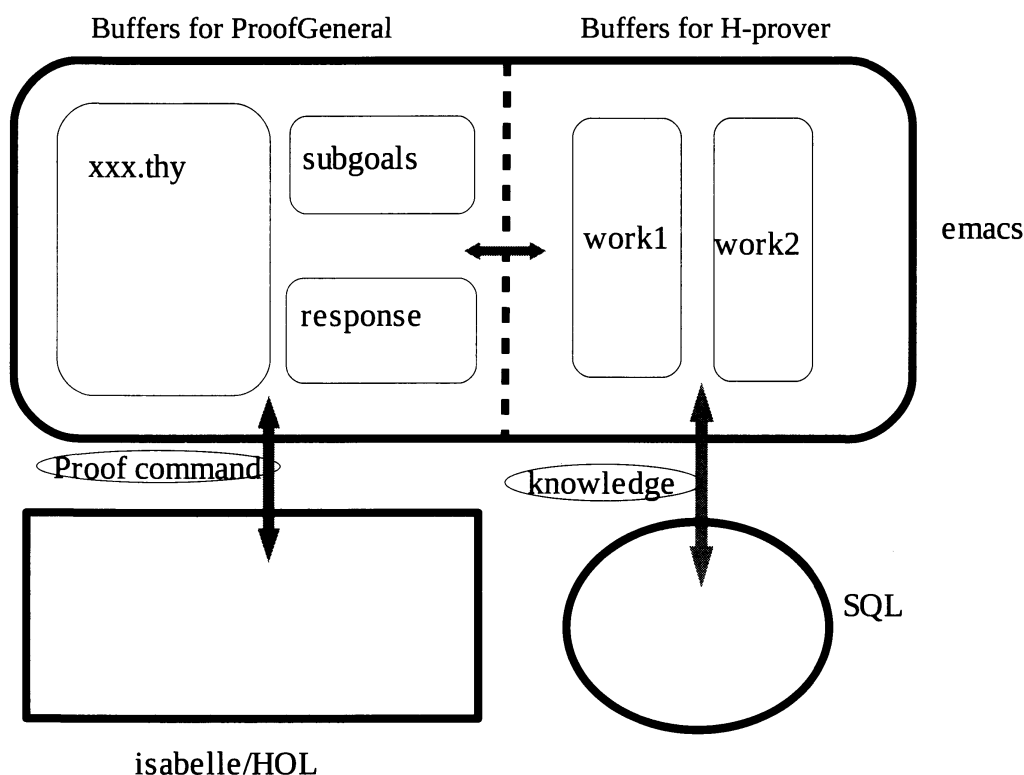 Buffers for ProofGeneral
Buffers for H-prover
xxx.thy
subgoals
response
work1
work2
emacs
Proof command
knowledge
SQL
isabelle/HOL